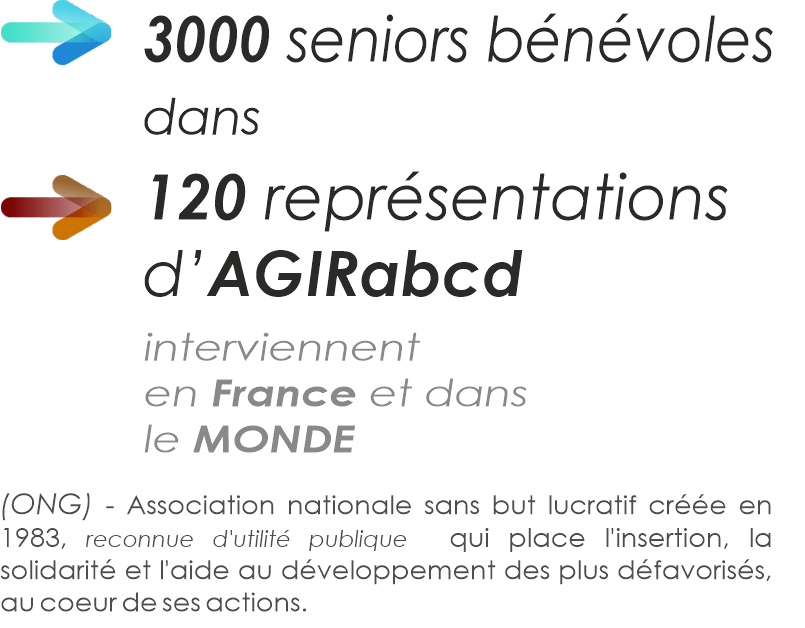 3000 seniors bénévoles
dans
120 représentations
d’AGIRabcd
interviennent
en France et dans
le MONDE
(ONG) - Association nationale sans but lucratif créée en
1983, reconnue d'utilité publique qui place l'insertion, la
solidarité et l'aide au développement des plus défavorisés,
au coeur de ses actions.